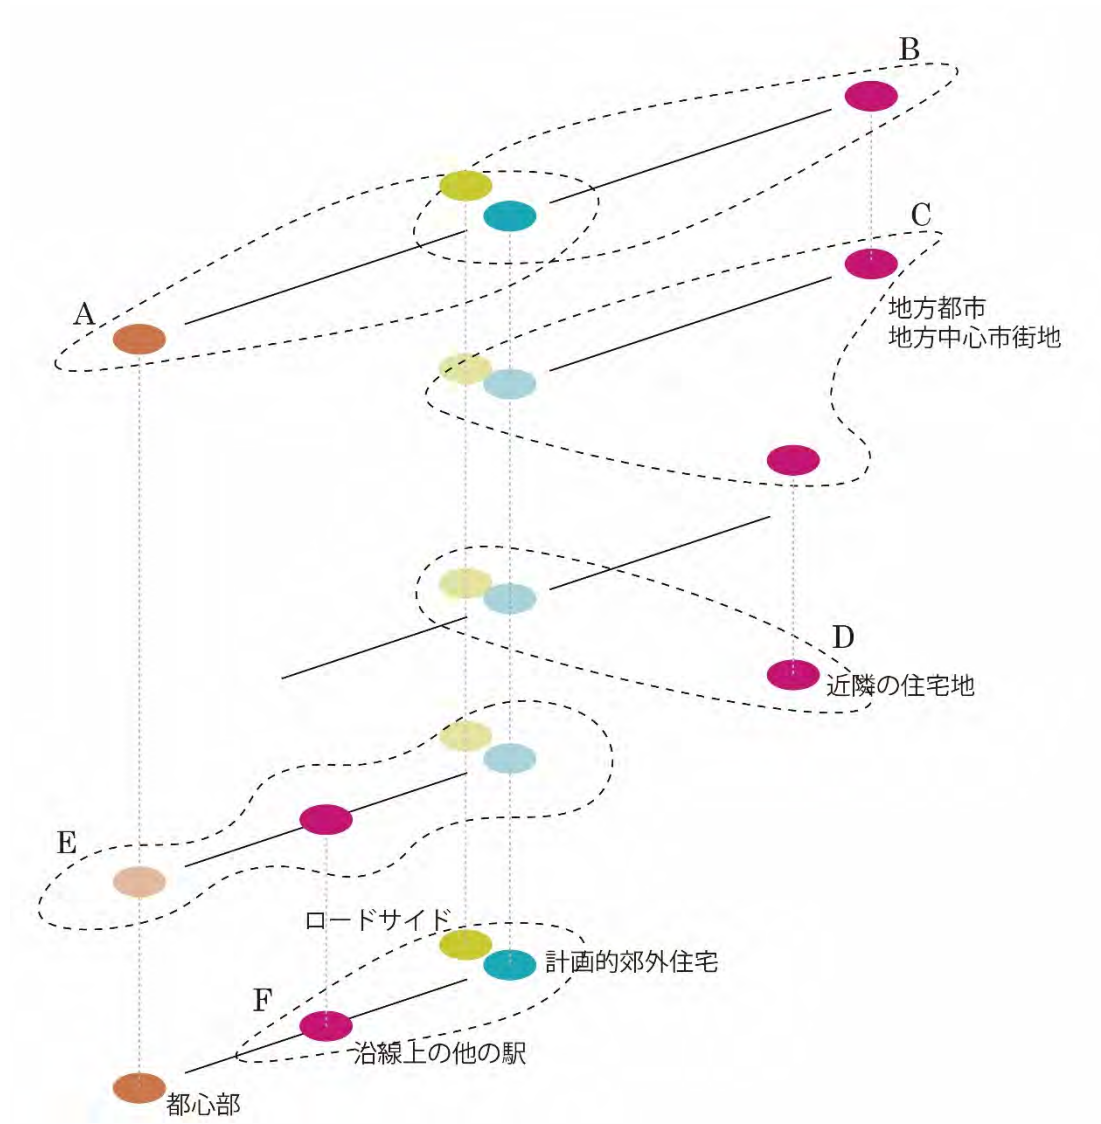 B
A
C
地方都市
地方中心市街地
D
近隣の住宅地
E
ロードサイド
計画的郊外住宅
F
沿線上の他の駅
都心部